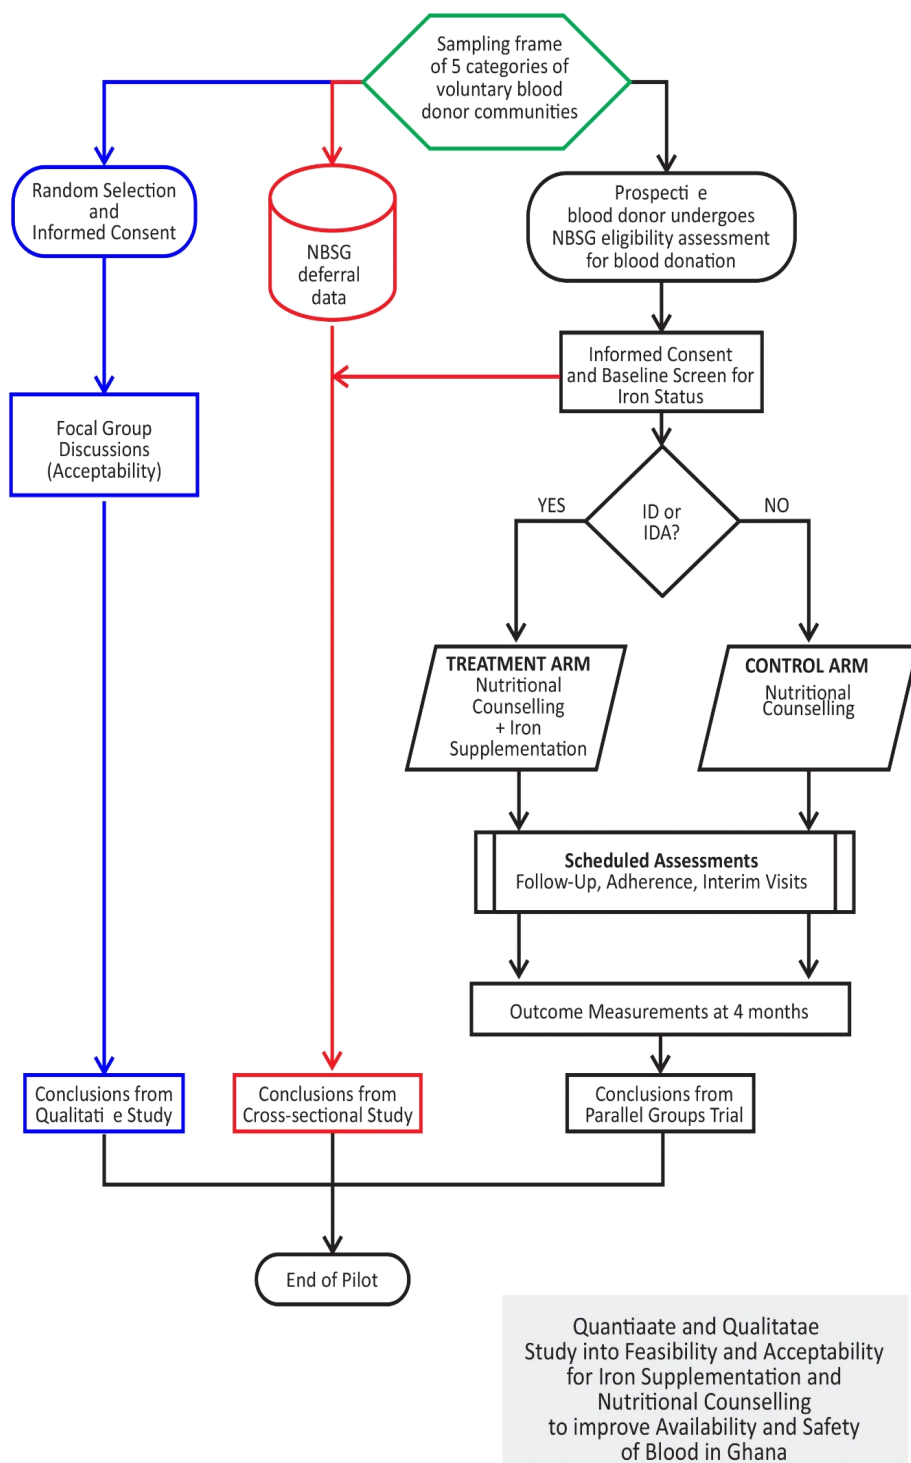 Sampling frame
of 5 categories of
voluntary blood
donor communities
Random Selection
and
Informed Consent
NBSG
deferral
data
Prospecti e
blood donor undergoes
NBSG eligibility assessment
for blood donation
Informed Consent
and Baseline Screen for
Iron Status
Focal Group
Discussions
(Acceptability)
YES
ID or
IDA?
NO
TREATMENT ARM
Nutritional
Counselling
+ Iron
Supplementation
CONTROL ARM
Nutritional
Counselling
Scheduled Assessments
Follow-Up, Adherence, Interim Visits
Outcome Measurements at 4 months
Conclusions from
Qualitati e Study
Conclusions from
Cross-sectional Study
Conclusions from
Parallel Groups Trial
End of Pilot
Quantiaate and Qualitatae
Study into Feasibility and Acceptability
for Iron Supplementation and
Nutritional Counselling
to improve Availability and Safety
of Blood in Ghana